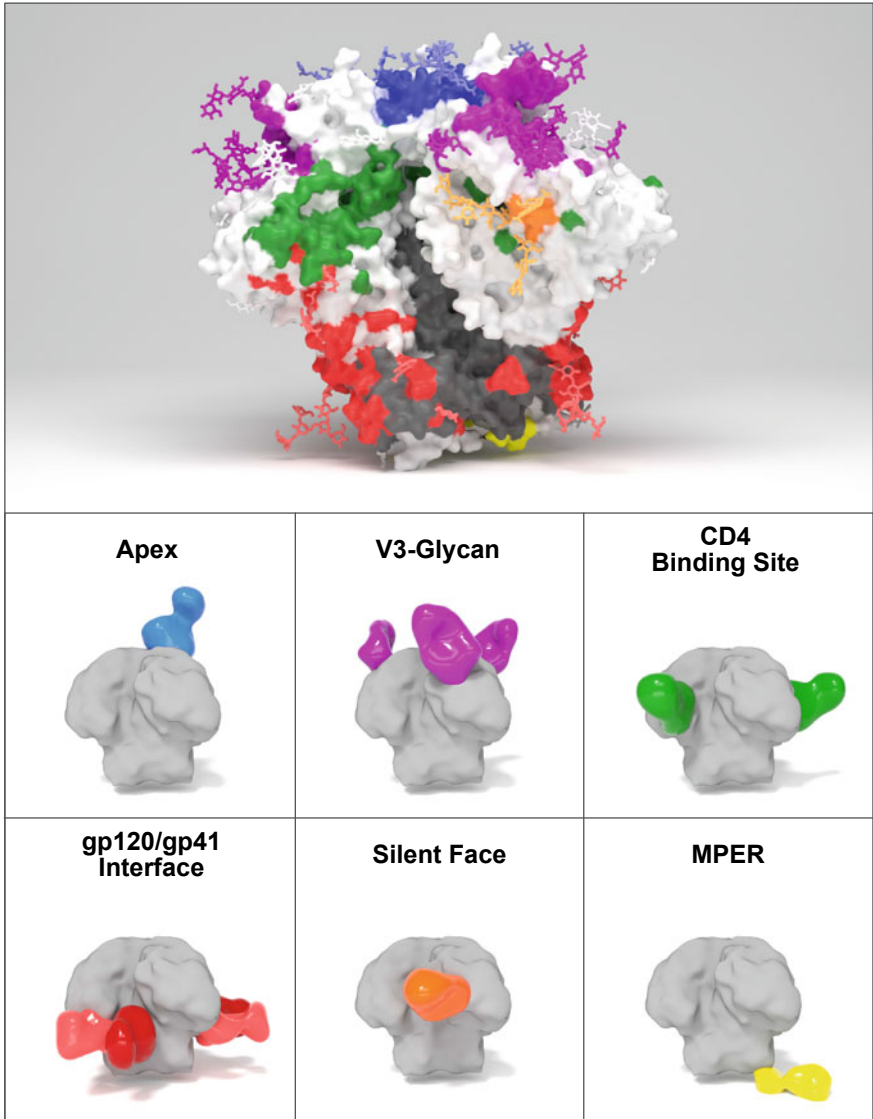 Apex
V3-Glycan
CD4
Binding Site
gp120/gp41
Interface
Silent Face
MPER